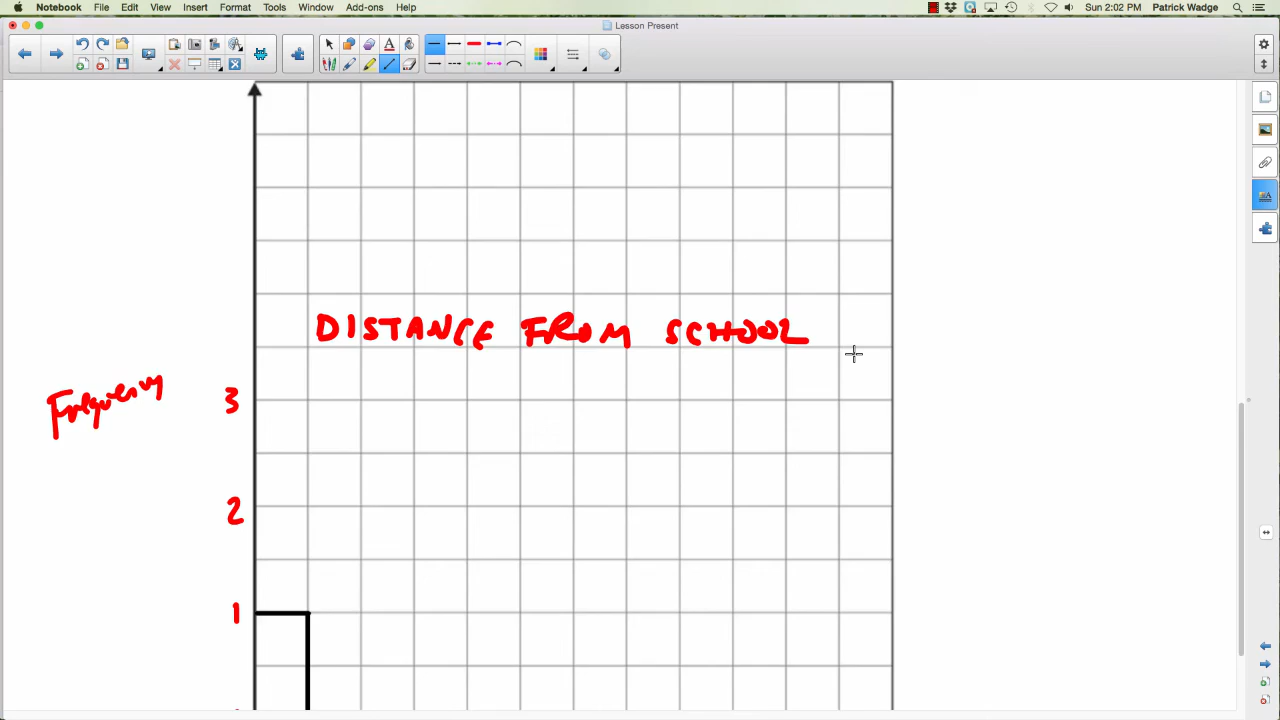 Notebook File Edit View Insert Format Tools Window Add-ons Help Sun 2:02 PM Patrick Wadge
Lesson Present
DISTANCE FROM SCHOOL
Frequency
3
2
1